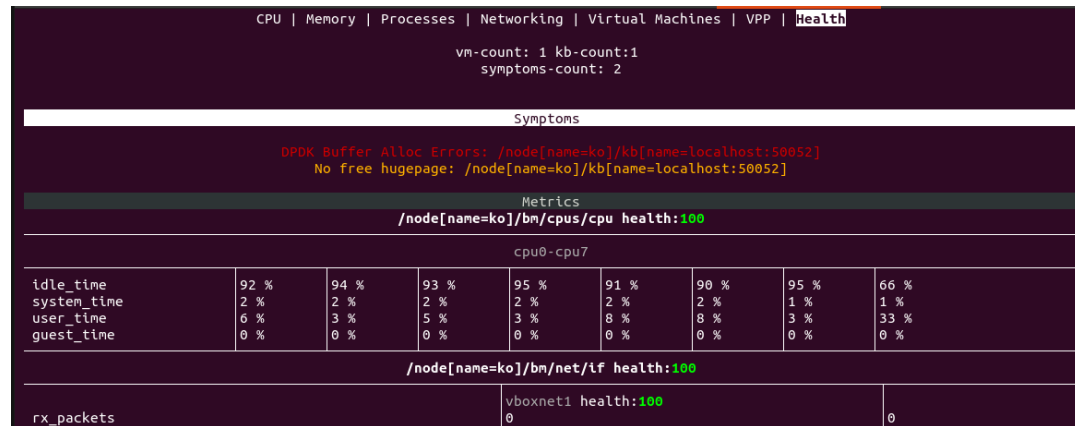 CPU | Memory | Processes | Networking | Virtual Machines | VPP | Health
vm-count: 1 kb-count:1
symptoms-count: 2
Symptoms
DPDK Buffer Alloc Errors: /node[name=ko]/kb[name=localhost:50052]
No free hugepage: /node[name=ko]/kb[name=localhost:50052]
Metrics
/node[name=ko]/bm/cpus/cpu health:100
cpu0-cpu7
idle_time 92 % 94 % 93 % 95 % 91 % 90 % 95 % 66 %
system_time 2 % 2 % 2 % 2 % 2 % 2 % 1 % 1 %
user_time 6 % 3 % 5 % 3 % 8 % 8 % 3 % 33 %
guest_time 0 % 0 % 0 % 0 % 0 % 0 % 0 % 0 %
/node[name=ko]/bm/net/if health:100
vboxnet1 health:100
rx_packets 0 0